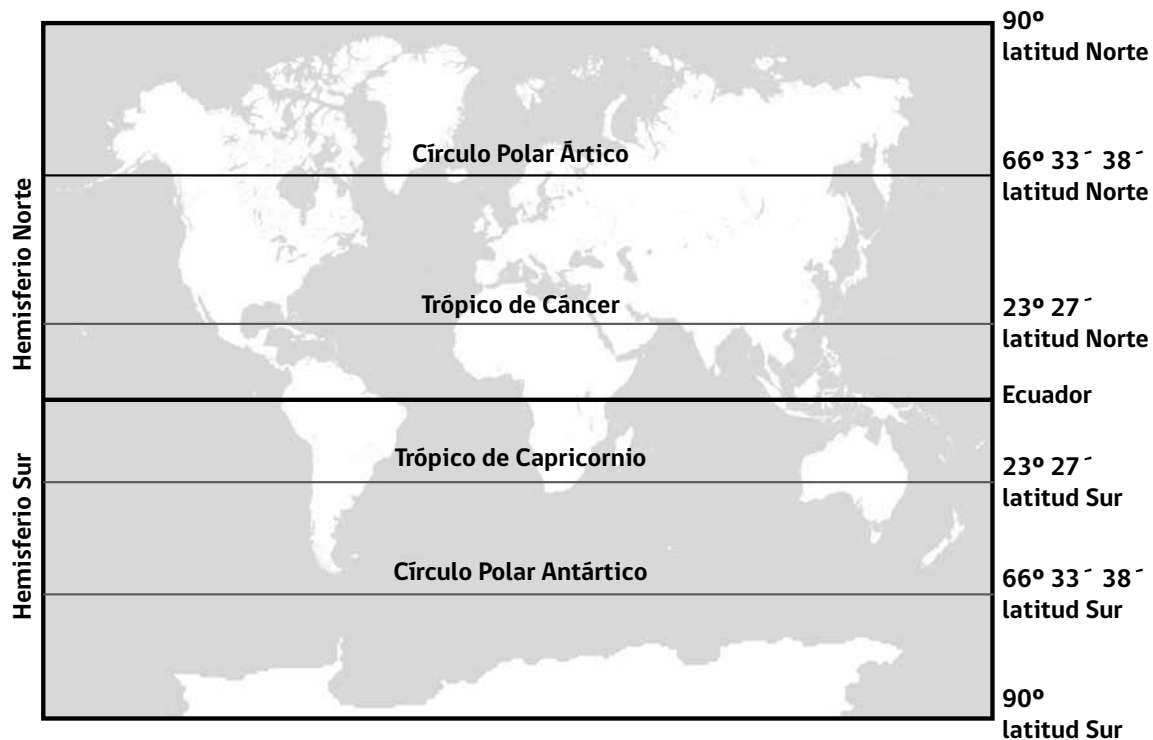 90º
latitud Norte
Círculo Polar Ártico
66º 33´ 38´
latitud Norte
Hemisferio Norte
Trópico de Cáncer
23º 27´
latitud Norte
Ecuador
Trópico de Capricornio
23º 27´
latitud Sur
Hemisferio Sur
Círculo Polar Antártico
66º 33´ 38´
latitud Sur
90º
latitud Sur